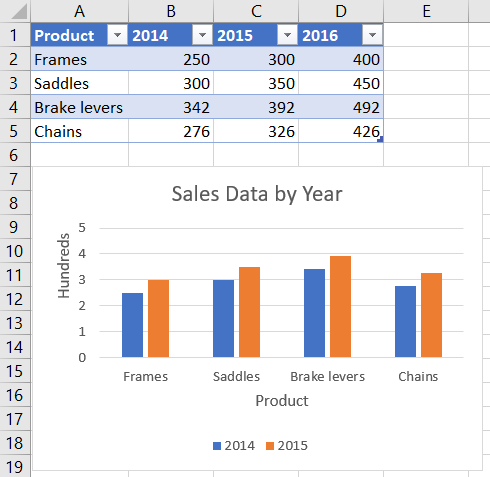 A B C D E
1 Product 2014 2015 2016
2 Frames 250 300 400
3 Saddles 300 350 450
4 Brake levers 342 392 492
5 Chains 276 326 426
6
7
8
9
10
11
12
13
14
15
16
17
18
19
Sales Data by Year
Hundreds
5
4
3
2
1
0
Frames Saddles Brake levers Chains
Product
2014 2015